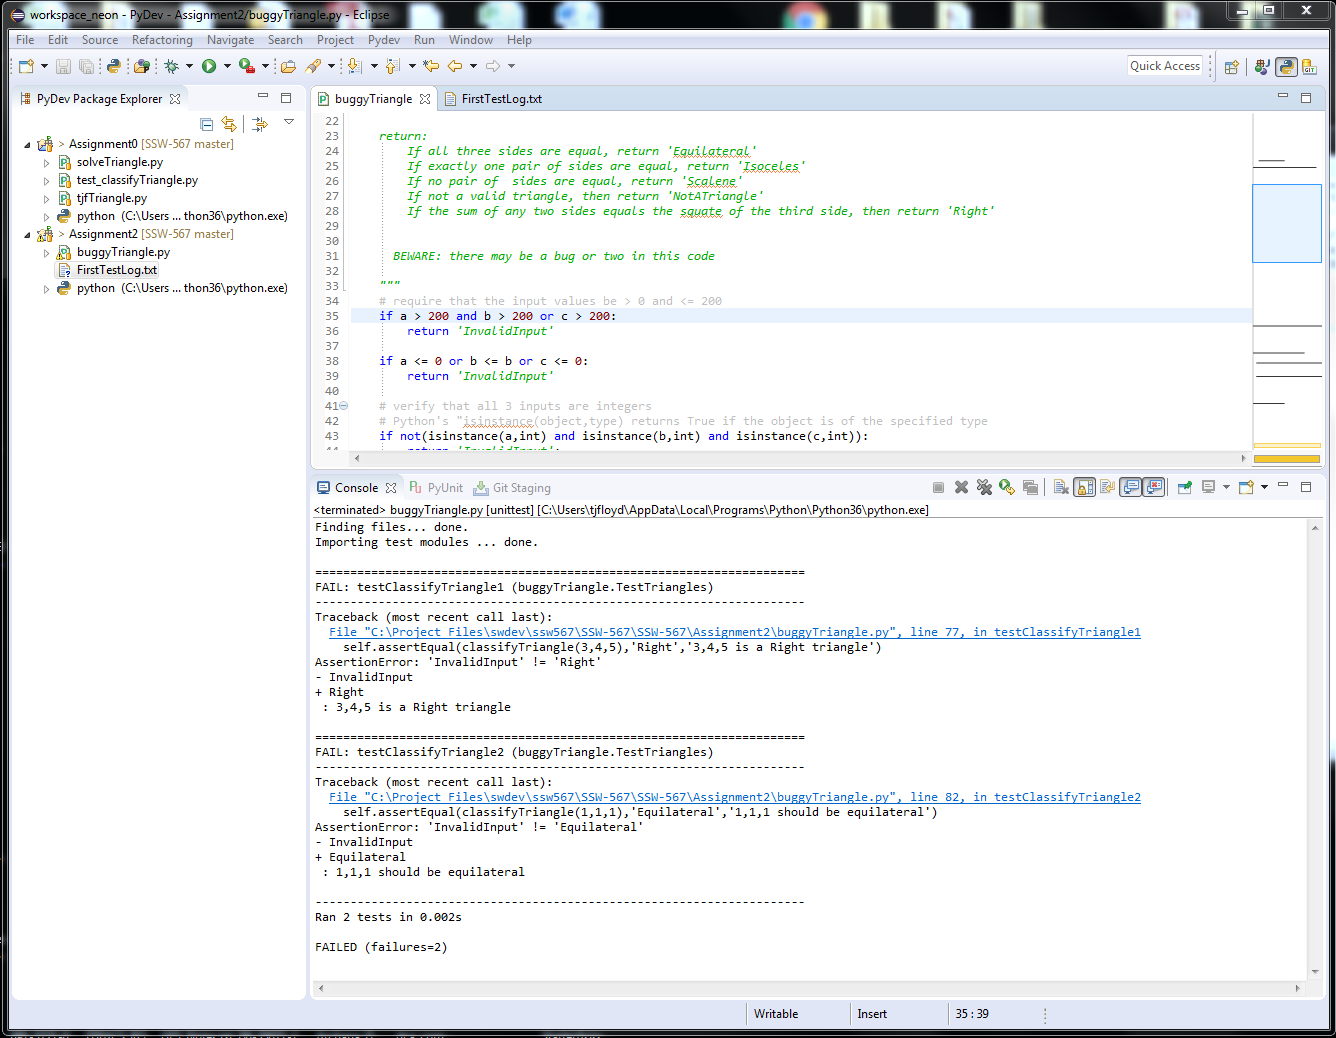 workspace_neon - PyDev - Assignment2/buggyTriangle.py - Eclipse
File Edit Source Refactoring Navigate Search Project Pydev Run Window Help
Quick Access
PyDev Package Explorer
> Assignment0 [SSW-567 master]
solveTriangle.py
test_classifyTriangle.py
tjfTriangle.py
python (C:\Users ... thon36\python.exe)
> Assignment2 [SSW-567 master]
buggyTriangle.py
FirstTestLog.txt
python (C:\Users ... thon36\python.exe)
buggyTriangle FirstTestLog.txt
22
23 return:
24 If all three sides are equal, return 'Equilateral'
25 If exactly one pair of sides are equal, return 'Isoceles'
26 If no pair of  sides are equal, return 'Scalene'
27 If not a valid triangle, then return 'NotATriangle'
28 If the sum of any two sides equals the squate of the third side, then return 'Right'
29
30
31 BEWARE: there may be a bug or two in this code
32
33 """
34 # require that the input values be > 0 and <= 200
35 if a > 200 and b > 200 or c > 200:
36 return 'InvalidInput'
37
38 if a <= 0 or b <= b or c <= 0:
39 return 'InvalidInput'
40
41 # verify that all 3 inputs are integers
42 # Python's "isinstance(object,type) returns True if the object is of the specified type
43 if not(isinstance(a,int) and isinstance(b,int) and isinstance(c,int)):
44 return 'InvalidInput';
Console PyUnit Git Staging
<terminated> buggyTriangle.py [unittest] [C:\Users\tjfloyd\AppData\Local\Programs\Python\Python36\python.exe]
Finding files... done.
Importing test modules ... done.
======================================================================
FAIL: testClassifyTriangle1 (buggyTriangle.TestTriangles)
----------------------------------------------------------------------
Traceback (most recent call last):
File "C:\Project Files\swdev\ssw567\SSW-567\SSW-567\Assignment2\buggyTriangle.py", line 77, in testClassifyTriangle1
self.assertEqual(classifyTriangle(3,4,5),'Right','3,4,5 is a Right triangle')
AssertionError: 'InvalidInput' != 'Right'
- InvalidInput
+ Right
: 3,4,5 is a Right triangle
======================================================================
FAIL: testClassifyTriangle2 (buggyTriangle.TestTriangles)
----------------------------------------------------------------------
Traceback (most recent call last):
File "C:\Project Files\swdev\ssw567\SSW-567\SSW-567\Assignment2\buggyTriangle.py", line 82, in testClassifyTriangle2
self.assertEqual(classifyTriangle(1,1,1),'Equilateral','1,1,1 should be equilateral')
AssertionError: 'InvalidInput' != 'Equilateral'
- InvalidInput
+ Equilateral
: 1,1,1 should be equilateral
----------------------------------------------------------------------
Ran 2 tests in 0.002s
FAILED (failures=2)
Writable Insert 35 : 39